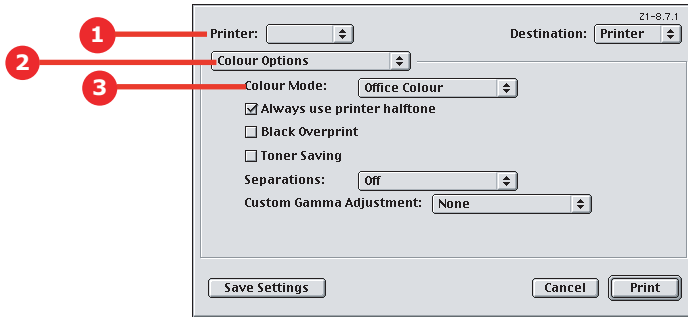 Z1-8.7.1
1 Printer: Destination: Printer
2 Colour Options
3 Colour Mode: Office Colour
Always use printer halftone
Black Overprint
Toner Saving
Separations: Off
Custom Gamma Adjustment: None
Save Settings Cancel Print